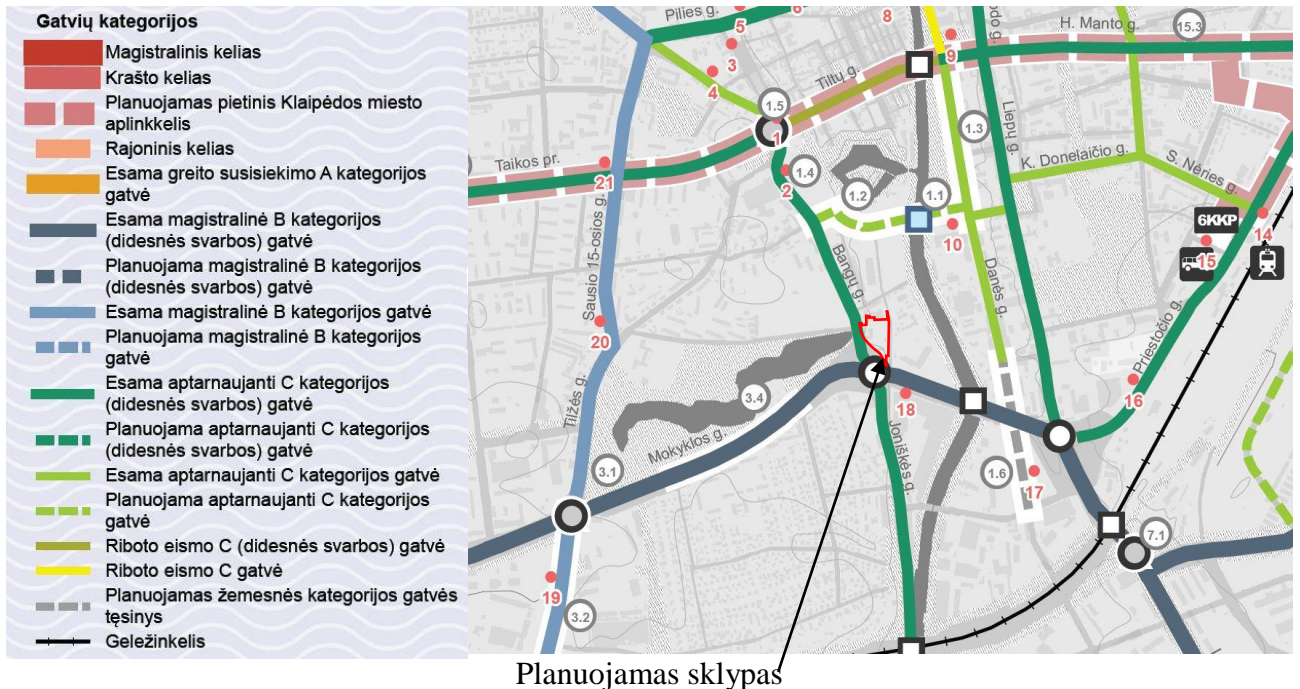 Gatvių kategorijos
Magistralinis kelias
Krašto kelias
Planuojamas pietinis Klaipėdos miesto
aplinkkelis
Rajoninis kelias
Esama greito susisiekimo A kategorijos
gatvė
Esama magistralinė B kategorijos
(didesnės svarbos) gatvė
Planuojama magistralinė B kategorijos
(didesnės svarbos) gatvė
Esama magistralinė B kategorijos gatvė
Planuojama magistralinė B kategorijos
gatvė
Esama aptarnaujanti C kategorijos
(didesnės svarbos) gatvė
Planuojama aptarnaujanti C kategorijos
(didesnės svarbos) gatvė
Esama aptarnaujanti C kategorijos gatvė
Planuojama aptarnaujanti C kategorijos
gatvė
Riboto eismo C (didesnės svarbos) gatvė
Riboto eismo C gatvė
Planuojamas žemesnės kategorijos gatvės
tęsinys
Geležinkelis
Pilies g.
5
6
8
3
4
9
H. Manto g.
15.3
Tiltų g.
1.5
1
1.3
Liepų g.
K. Donelaičio g.
S. Nėries g.
Taikos pr.
21
2
1.4
1.2
1.1
10
6KKP
14
15
Sausio 15-osios g.
Bangų g.
Danės g.
Priestočio g.
20
Tilžės g.
3.4
18
16
Mokyklos g.
Joniškės g.
3.1
1.6
17
7.1
19
3.2
Planuojamas sklypas